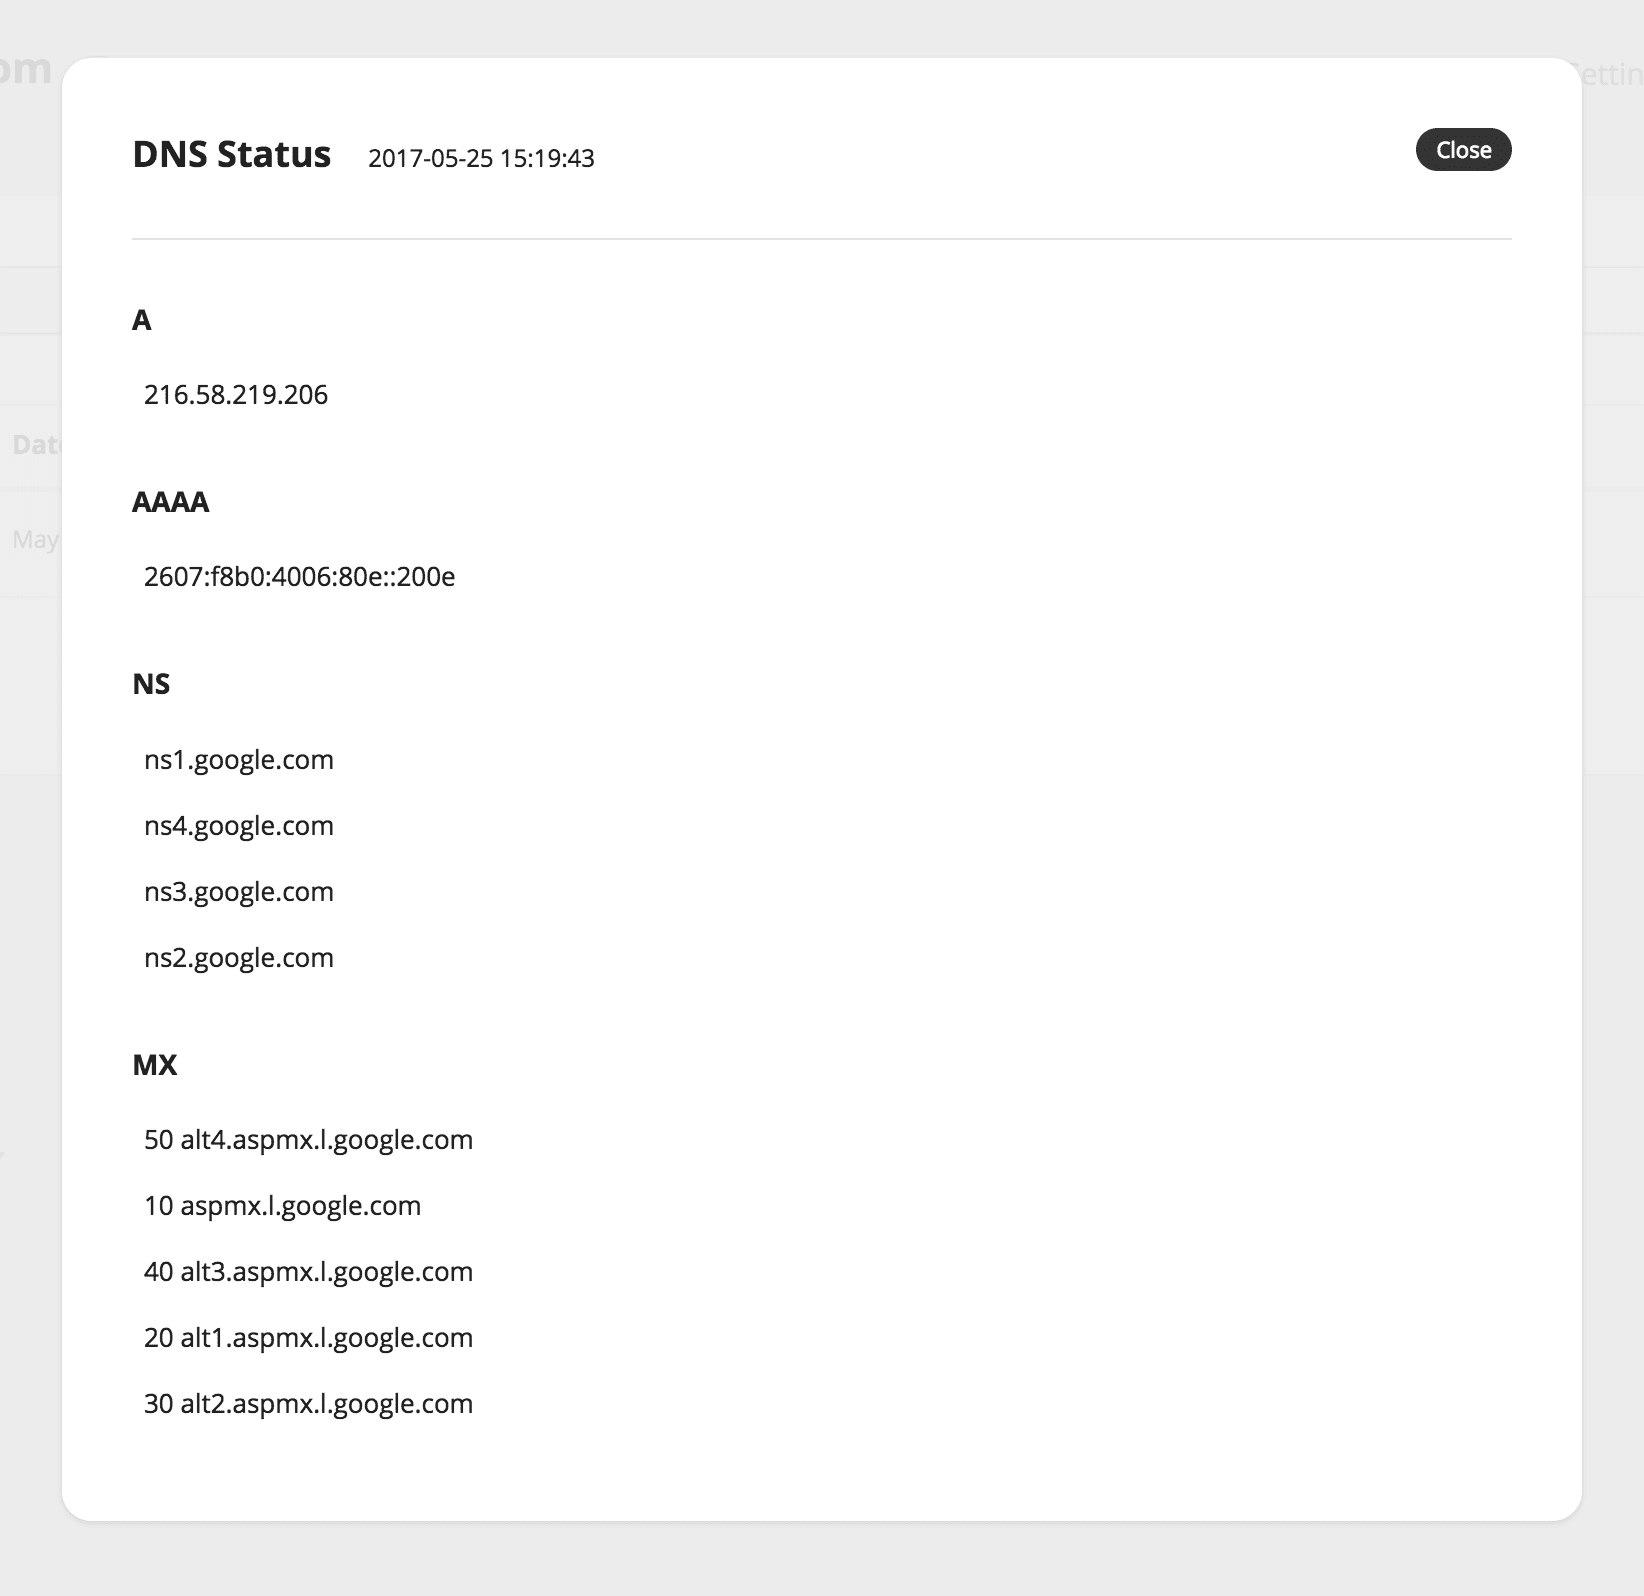 om
DNS Status 2017-05-25 15:19:43
Close
A
216.58.219.206
AAAA
2607:f8b0:4006:80e::200e
NS
ns1.google.com
ns4.google.com
ns3.google.com
ns2.google.com
MX
50 alt4.aspmx.l.google.com
10 aspmx.l.google.com
40 alt3.aspmx.l.google.com
20 alt1.aspmx.l.google.com
30 alt2.aspmx.l.google.com
May